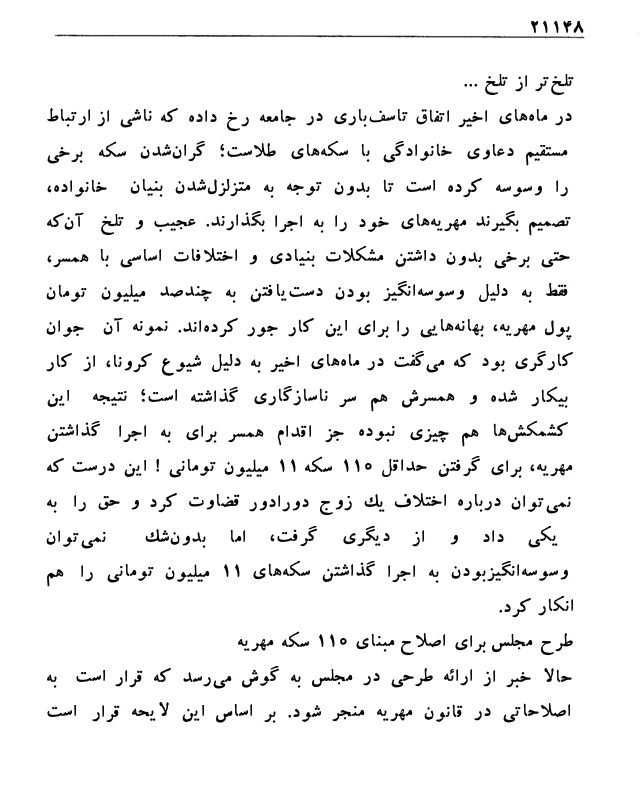 ۲۱۱۴۸
تلخ‌تر از تلخ ...
در ماه‌های اخیر اتفاق تاسف‌باری در جامعه رخ داده که ناشی از ارتباط
مستقیم دعاوی خانوادگی با سکه‌های طلاست؛ گران‌شدن سکه برخی
را وسوسه کرده است تا بدون توجه به متزلزل‌شدن بنیان خانواده،
تصمیم بگیرند مهریه‌های خود را به اجرا بگذارند. عجیب و تلخ آن‌که
حتی برخی بدون داشتن مشکلات بنیادی و اختلافات اساسی با همسر،
فقط به دلیل وسوسه‌انگیز بودن دست‌یافتن به چندصد میلیون تومان
پول مهریه، بهانه‌هایی را برای این کار جور کرده‌اند. نمونه آن جوان
کارگری بود که می‌گفت در ماه‌های اخیر به دلیل شیوع کرونا، از کار
بیکار شده و همسرش هم سر ناسازگاری گذاشته است؛ نتیجه این
کشمکش‌ها هم چیزی نبوده جز اقدام همسر برای به اجرا گذاشتن
مهریه، برای گرفتن حداقل ۱۱۰ سکه ۱۱ میلیون تومانی ! این درست که
نمی‌توان درباره اختلاف یك زوج دورادور قضاوت کرد و حق را به
یکی داد و از دیگری گرفت، اما بدون‌شك نمی‌توان
وسوسه‌انگیزبودن به اجرا گذاشتن سکه‌های ۱۱ میلیون تومانی را هم
انکار کرد.
طرح مجلس برای اصلاح مبنای ۱۱۰ سکه مهریه
حالا خبر از ارائه طرحی در مجلس به گوش می‌رسد که قرار است به
اصلاحاتی در قانون مهریه منجر شود. بر اساس این لایحه قرار است